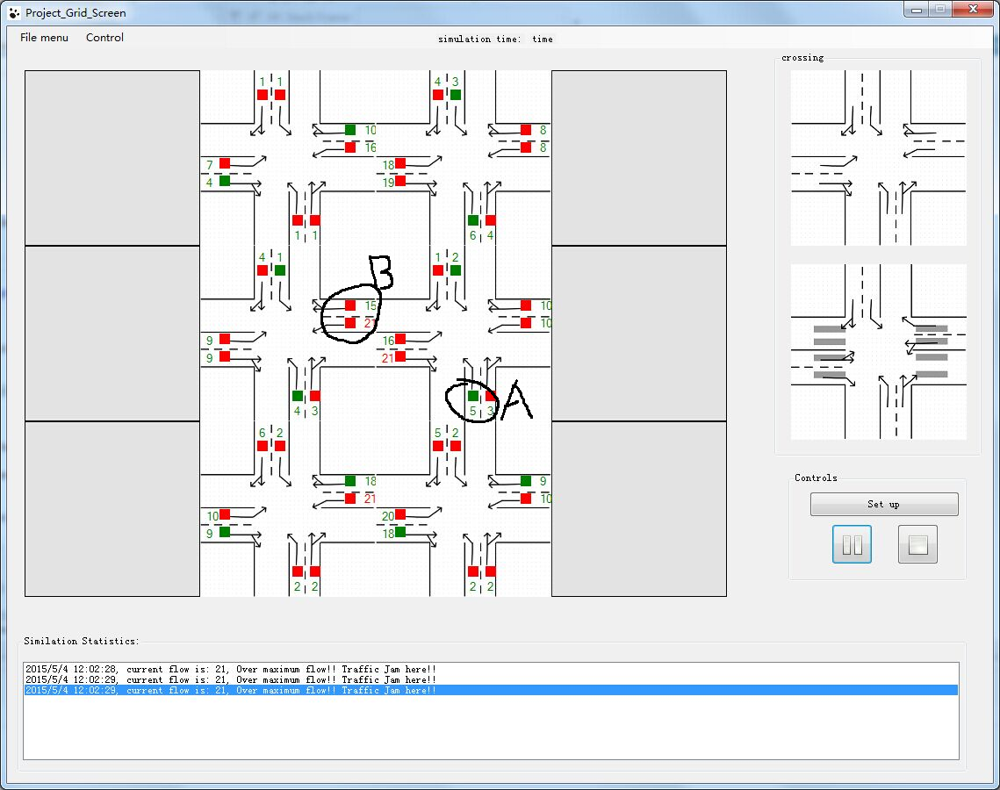 Project_Grid_Screen
File menu Control
simulation time: time
crossing
1 1 4 3
10 8
16 8
7 18
4 19
1 1 6 4
4 1 B 1 2
15 10
21 10
9 16
9 21
4 3 5 3 A
6 2 5 2
18 9
21 10
10 20
9 18
2 2 2 2
Controls
Set up
Similation Statistics:
2015/5/4 12:02:28, current flow is: 21, Over maximum flow!! Traffic Jam here!!
2015/5/4 12:02:29, current flow is: 21, Over maximum flow!! Traffic Jam here!!
2015/5/4 12:02:29, current flow is: 21, Over maximum flow!! Traffic Jam here!!